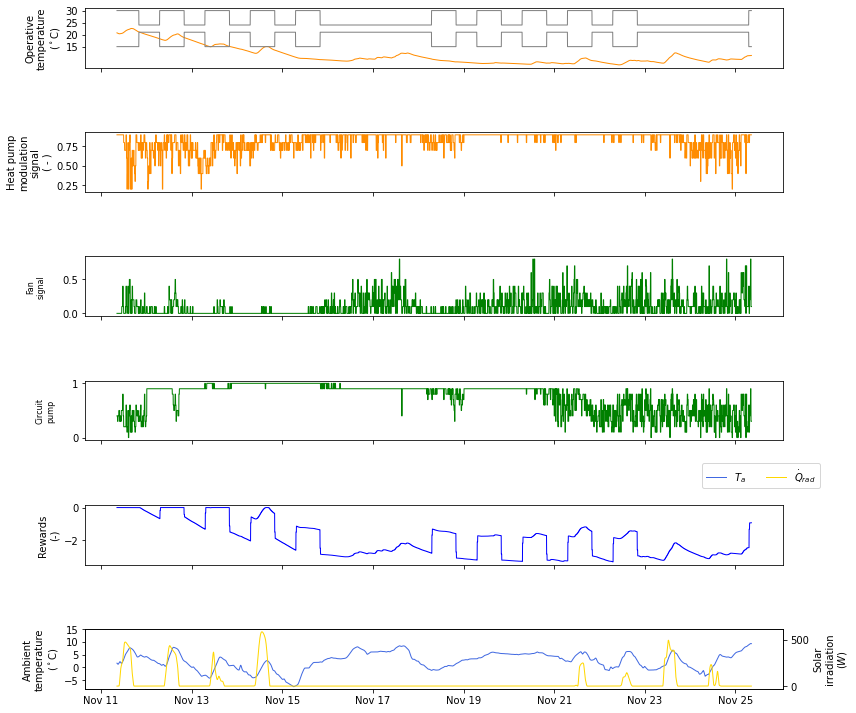 Operative
temperature
(°C)
30
25
20
15
Heat pump
modulation
signal
( - )
0.75
0.50
0.25
Fan
signal
0.5
0.0
Circuit
pump
1
0
T_a
Q̇_rad
Rewards
(-)
0
−2
Ambient
temperature
(°C)
15
10
5
0
−5
500
0
Solar
irradiation
(W)
Nov 11 Nov 13 Nov 15 Nov 17 Nov 19 Nov 21 Nov 23 Nov 25